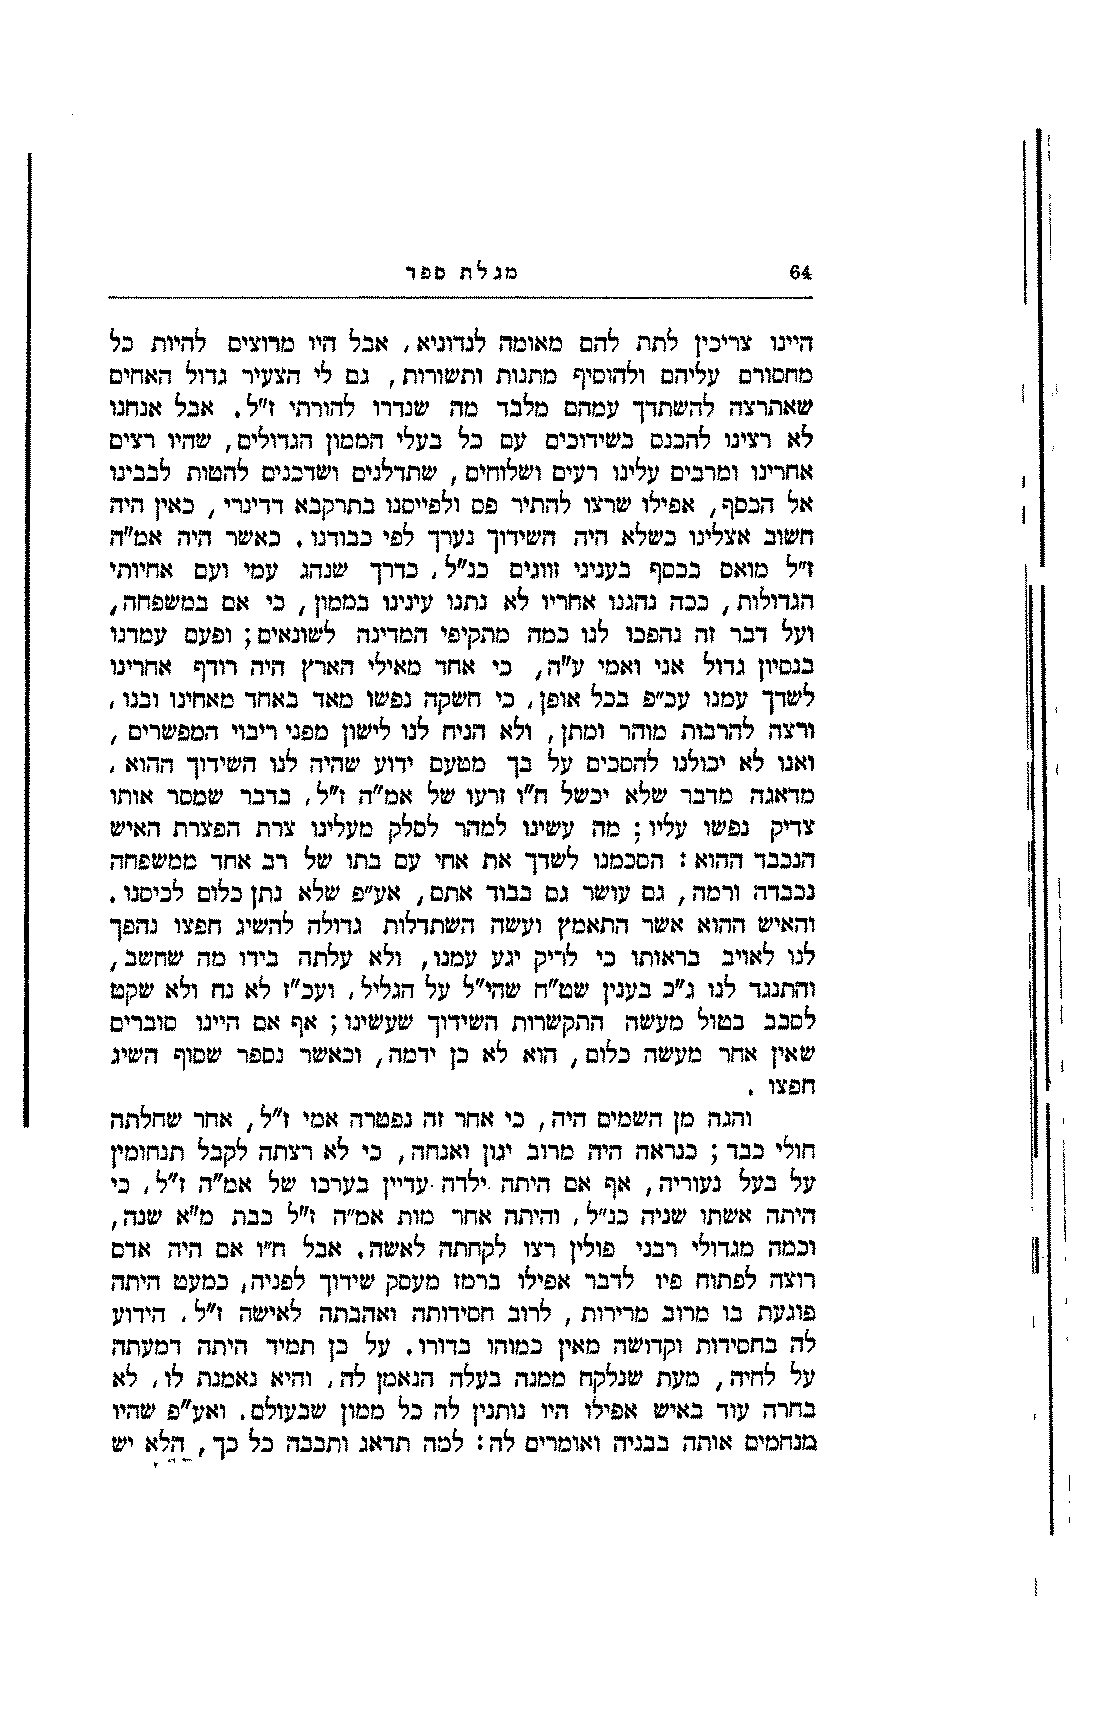 64 מגלת ספר
היינו צריכין לתת להם מאומה לנדוניא, אבל היו מרוצים להיות כל
מחסורם עליהם ולהוסיף מתנות ותשורות, גם לי הצעיר גדול האחים
שאתרצה להשתדך עמהם מלבד מה שנדרו להורתי ז"ל. אבל אנחנו
לא רצינו להכנס בשידוכים עם כל בעלי הממון הגדולים, שהיו רצים
אחרינו ומרבים עלינו רעים ושלוחים, שתדלנים ושדכנים להטות לבבינו
אל הכסף, אפילו שרצו להתיר פס ולפייסנו בתרקבא דדינרי, כאין היה
חשוב אצלינו כשלא היה השידוך נערך לפי כבודנו. כאשר היה אמ"ה
ז"ל מואס בכסף בעניני זווגים כנ"ל, כדרך שנהג עמי ועם אחיותי
הגדולות, ככה נהגנו אחריו לא נתנו עינינו בממון, כי אם במשפחה,
ועל דבר זה נהפכו לנו כמה מתקיפי המדינה לשונאים; ופעם עמדנו
בנסיון גדול אני ואמי ע"ה, כי אחד מאילי הארץ היה רודף אחרינו
לשדך עמנו עכ"פ בכל אופן, כי חשקה נפשו מאד באחד מאחינו ובנו,
ורצה להרבות מוהר ומתן, ולא הניח לנו לישון מפני ריבוי המפשרים,
ואנו לא יכולנו להסכים על בך מטעם ידוע שהיה לנו השידוך ההוא,
מדאגה מדבר שלא יכשל ח"ו זרעו של אמ"ה ז"ל, בדבר שמסר אותו
צדיק נפשו עליו; מה עשינו למהר לסלק מעלינו צרת הפצרת האיש
הנכבד ההוא: הסכמנו לשדך את אחי עם בתו של רב אחד ממשפחה
נכבדה ורמה, גם עושר גם כבוד אתם, אע"פ שלא נתן כלום לכיסנו.
והאיש ההוא אשר התאמץ ועשה השתדלות גדולה להשיג חפצו נהפך
לנו לאויב בראותו כי לריק יגע עמנו, ולא עלתה בידו מה שחשב,
והתנגד לנו ג"כ בענין שט"ח שהי"ל על הגליל, ועכ"ז לא נח ולא שקט
לסבב בטול מעשה התקשרות השידוך שעשינו; אף אם היינו סוברים
שאין אחר מעשה כלום, הוא לא כן ידמה, וכאשר נספר שסוף השיג
חפצו.
והנה מן השמים היה, כי אחר זה נפטרה אמי ז"ל, אחר שחלתה
חולי כבד; כנראה היה מרוב יגון ואנחה, כי לא רצתה לקבל תנחומין
על בעל נעוריה, אף אם היתה ילדה עדיין בערכו של אמ"ה ז"ל, כי
היתה אשתו שניה כנ"ל, והיתה אחר מות אמ"ה ז"ל כבת מ"א שנה,
וכמה מגדולי רבני פולין רצו לקחתה לאשה. אבל ח"ו אם היה אדם
רוצה לפתוח פיו לדבר אפילו ברמז מעסק שידוך לפניה, כמעט היתה
פוגעת בו מרוב מרירות, לרוב חסידותה ואהבתה לאישה ז"ל, הידוע
לה בחסידות וקדושה מאין כמוהו בדורו. על כן תמיד היתה דמעתה
על לחיה, מעת שנלקח ממנה בעלה הנאמן לה, והיא נאמנת לו, לא
בחרה עוד באיש אפילו היו נותנין לה כל ממון שבעולם. ואע"פ שהיו
מנחמים אותה בבניה ואומרים לה: למה תדאג ותבכה כל כך, הלא יש